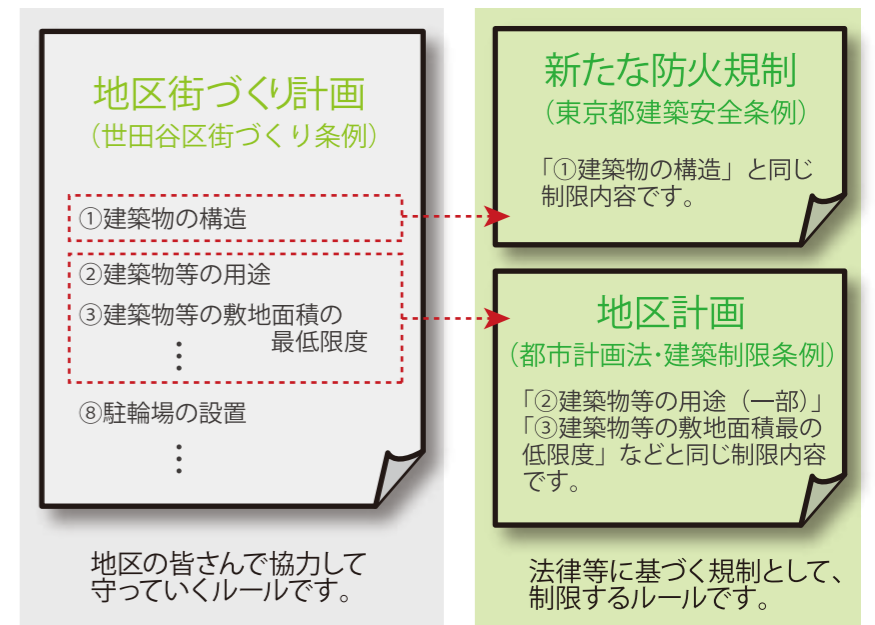 地区街づくり計画
（世田谷区街づくり条例）
①建築物の構造
②建築物等の用途
③建築物等の敷地面積の
最低限度
⋮
⑧駐輪場の設置
⋮
地区の皆さんで協力して
守っていくルールです。
新たな防火規制
（東京都建築安全条例）
「①建築物の構造」と同じ
制限内容です。
地区計画
（都市計画法・建築制限条例）
「②建築物等の用途（一部）」
「③建築物等の敷地面積最の
低限度」などと同じ制限内容
です。
法律等に基づく規制として、
制限するルールです。